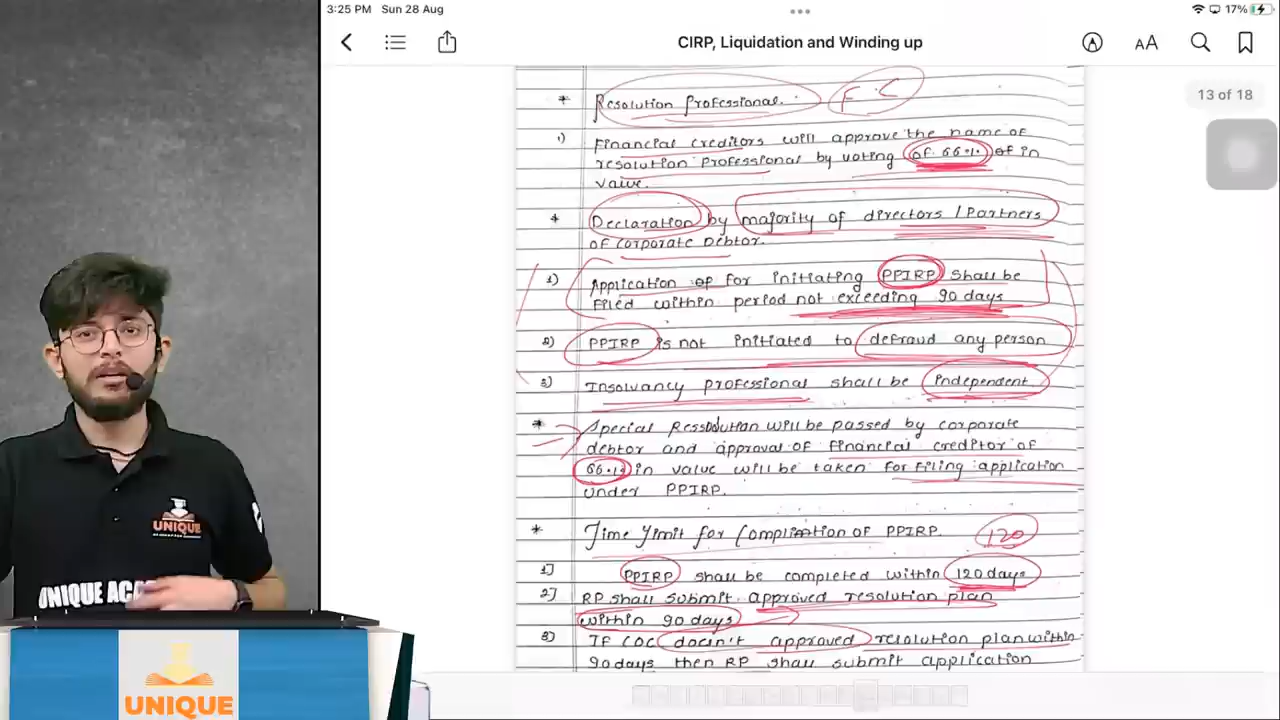 3:25 PM Sun 28 Aug
17%
CIRP, Liquidation and Winding up
AA
13 of 18
* Resolution Professional. F.C
1) Financial creditors will approve the name of
resolution professional by voting of 66% of in
value.
* Declaration by majority of directors / Partners
of corporate Debtor.
1) Application of for initiating PPIRP shall be
filed within period not exceeding 90 days
2) PPIRP is not initiated to defraud any person
3) Insolvancy professional shall be independent
* Special Ressolution will be passed by corporate
debtor and approval of financial creditor of
66% in value will be taken for filing application
under PPIRP.
* Time limit for Complication of PPIRP. 120
1] PPIRP shall be completed within 120 days
2] RP shall submit approved resolution plan
within 90 days
3) If COC doesn't approved resolution plan within
90 days then RP shall submit application
UNIQUE
UNIQUE ACA
UNIQUE